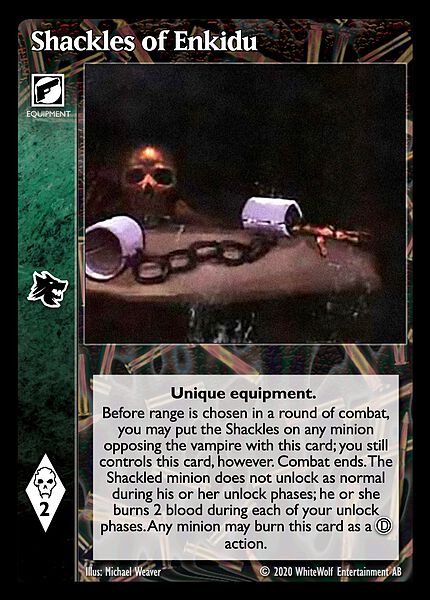 Shackles of Enkidu
EQUIPMENT
Unique equipment.
Before range is chosen in a round of combat,
you may put the Shackles on any minion
opposing the vampire with this card; you still
controls this card, however. Combat ends. The
Shackled minion does not unlock as normal
during his or her unlock phases; he or she
burns 2 blood during each of your unlock
phases. Any minion may burn this card as a Ⓓ
action.
2
Illus: Michael Weaver
© 2020 WhiteWolf Entertainment AB